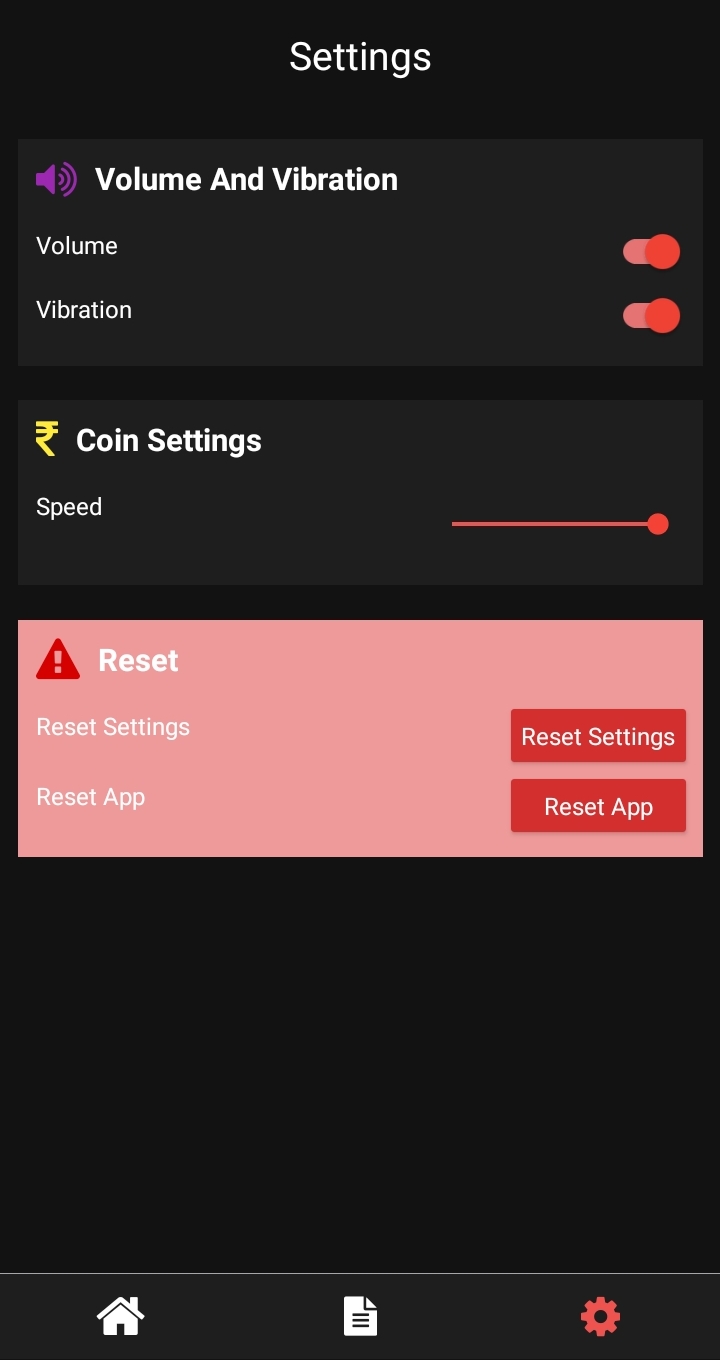 Settings
Volume And Vibration
Volume
Vibration
₹ Coin Settings
Speed
Reset
Reset Settings
Reset Settings
Reset App
Reset App